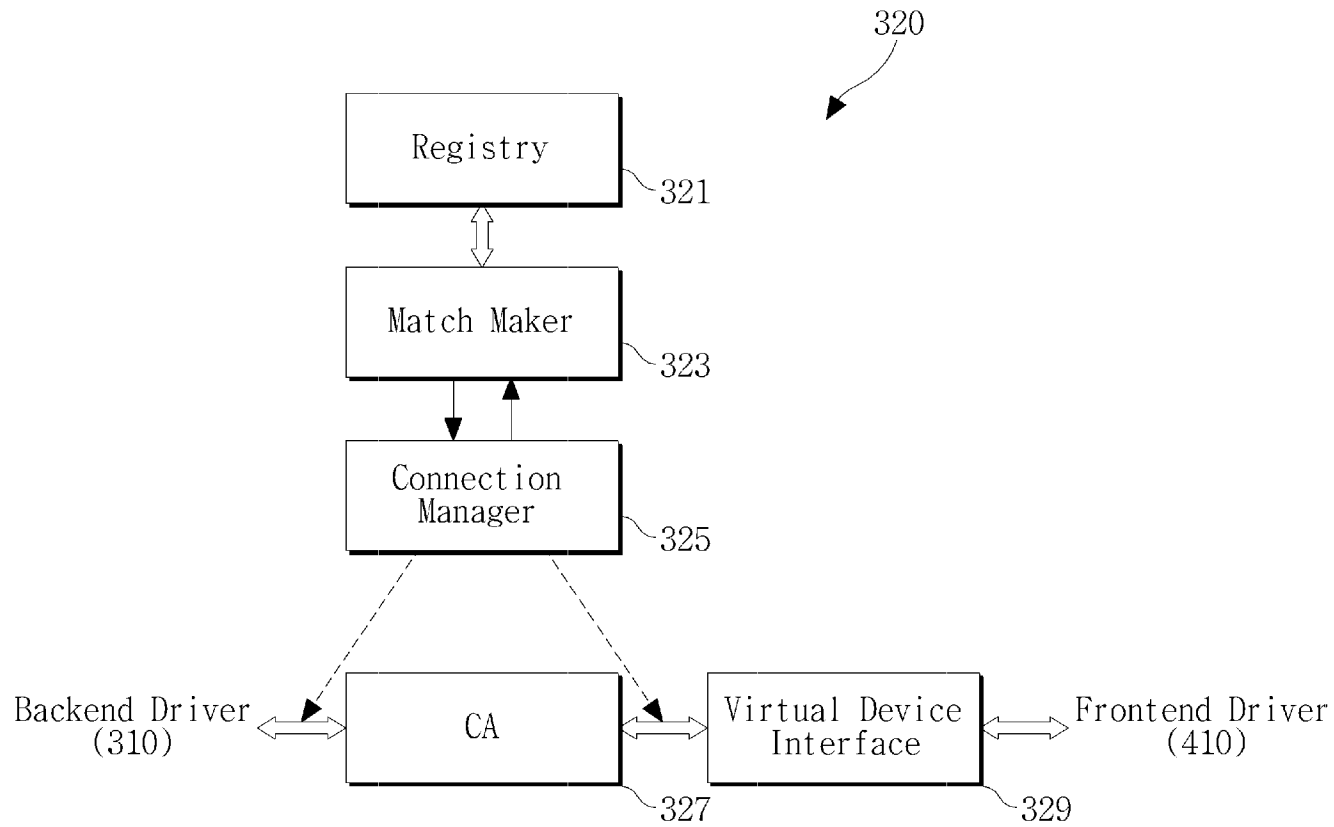 320
Registry
321
Match Maker
323
Connection
Manager
325
Backend Driver
(310)
CA
327
Virtual Device
Interface
329
Frontend Driver
(410)